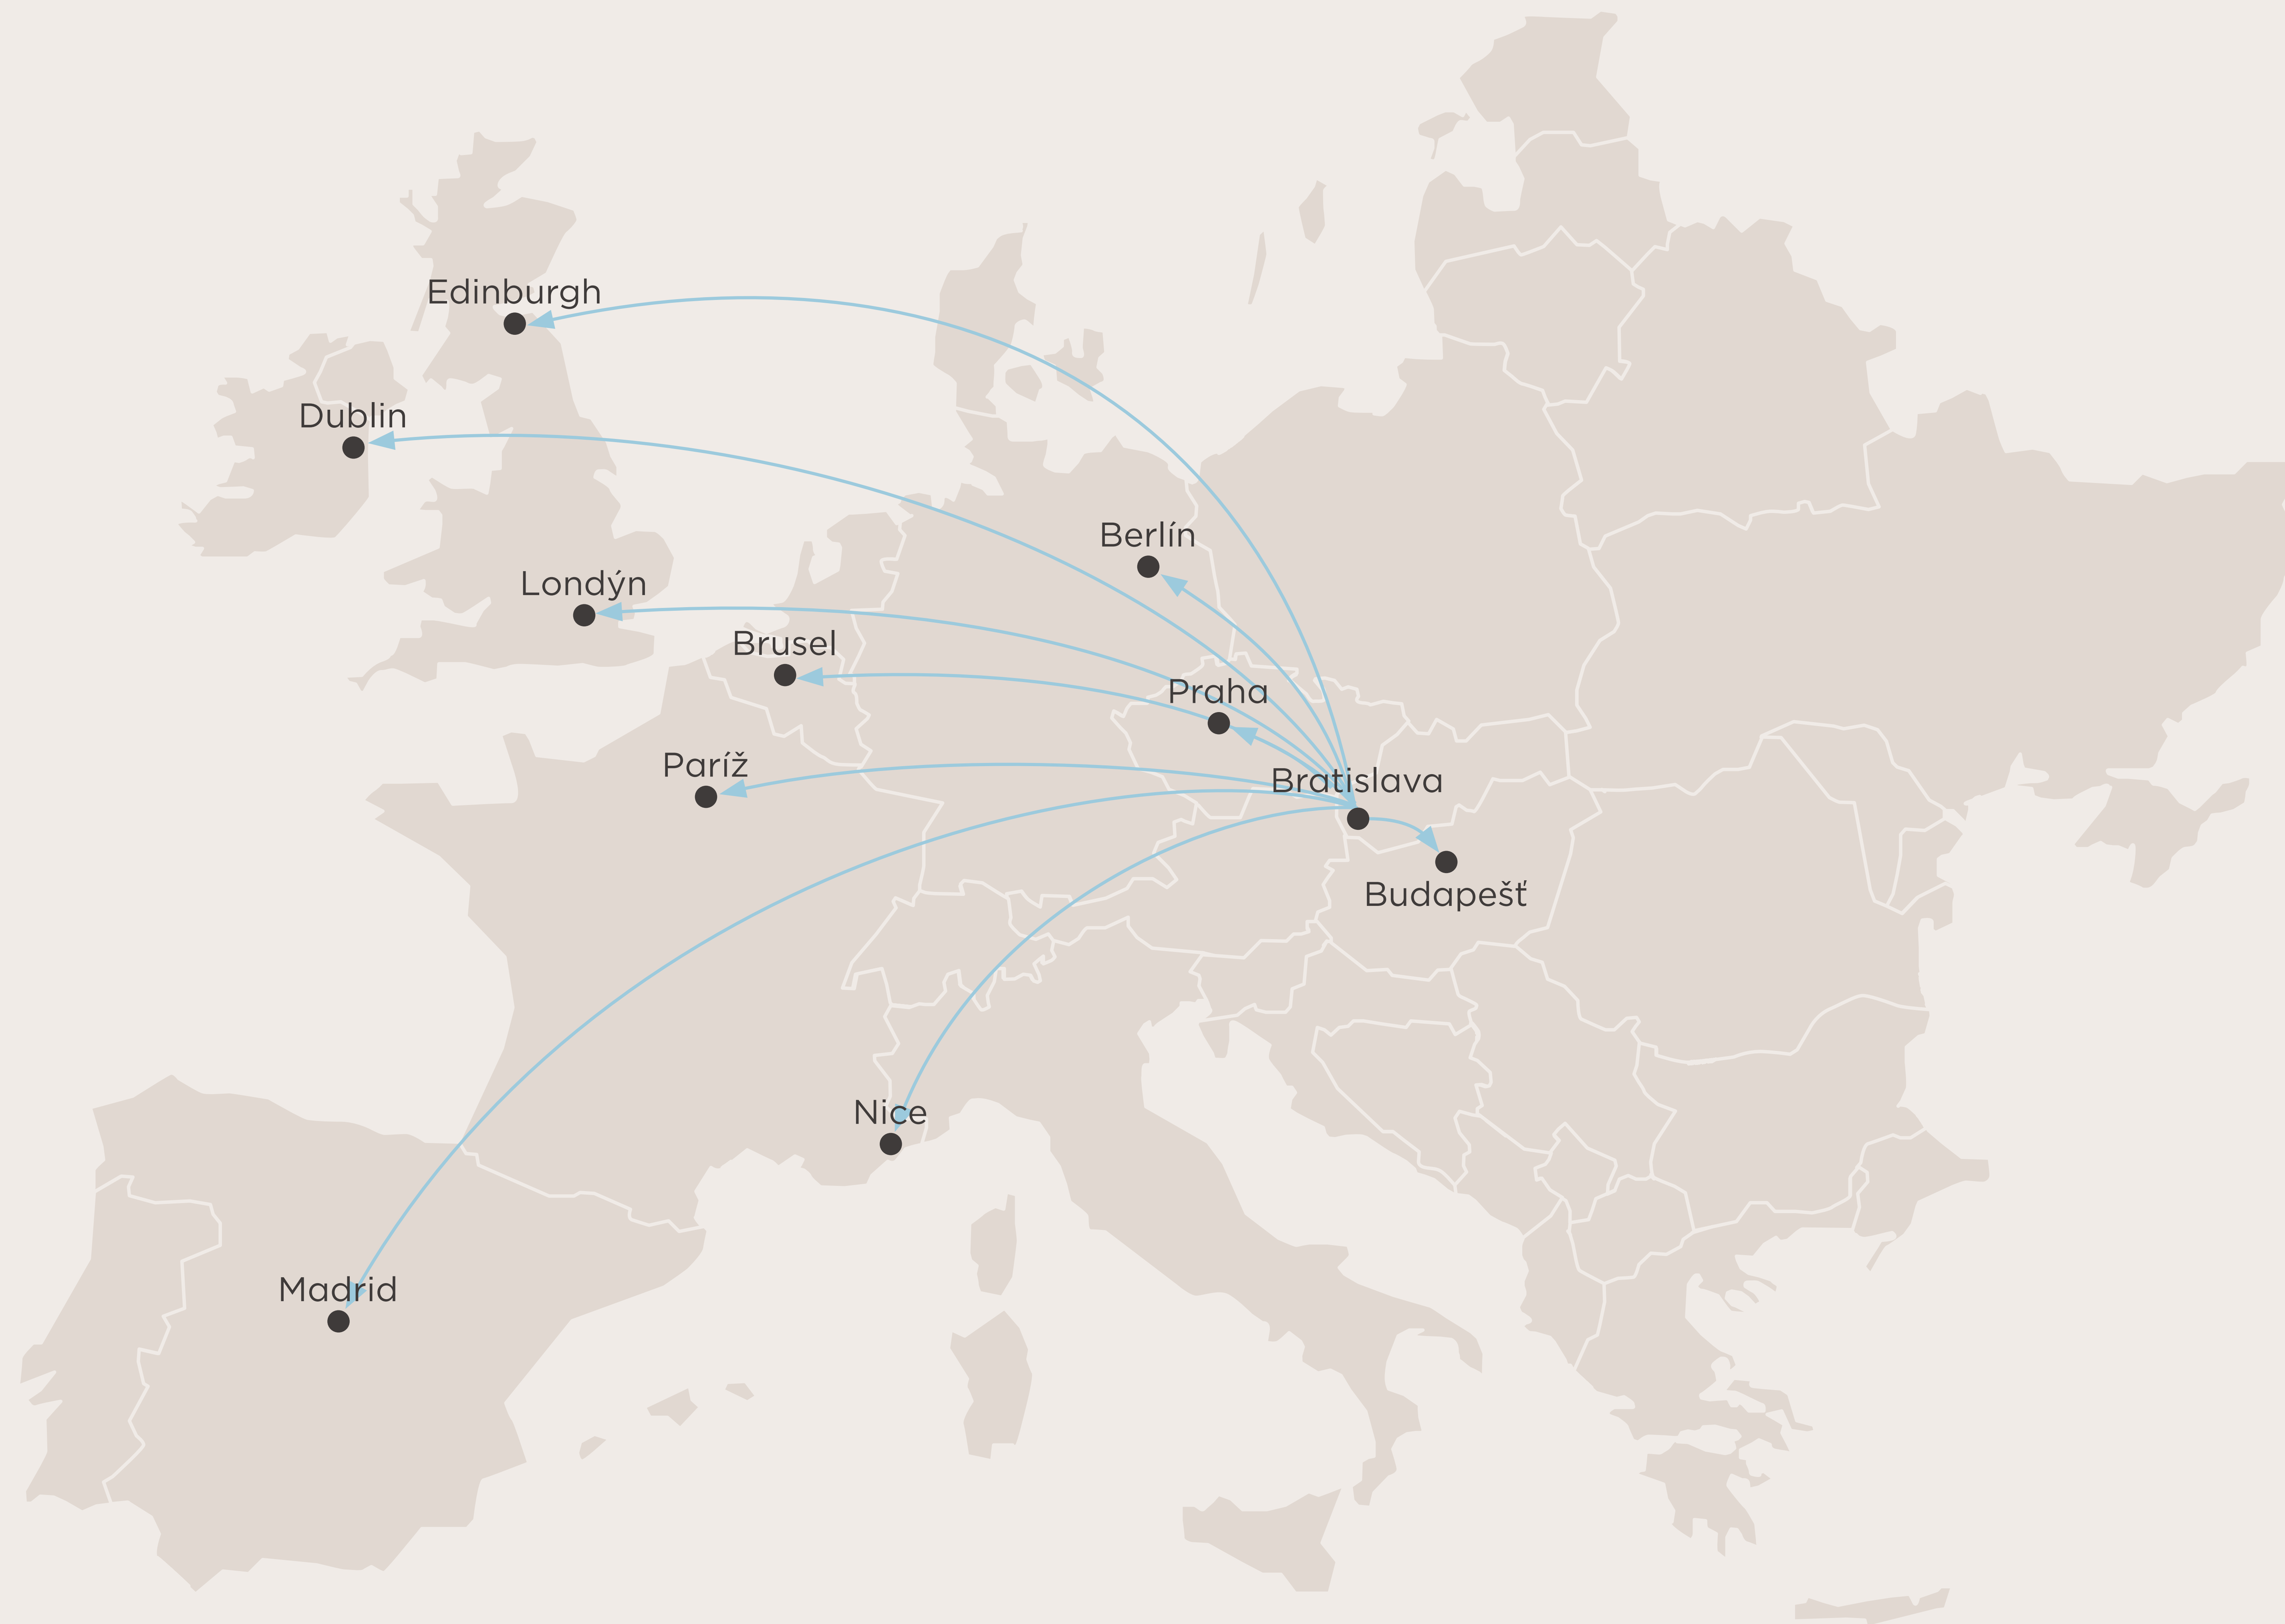 Edinburgh
Dublin
Berlín
Londýn
Brusel
Praha
Paríž
Bratislava
Budapešť
Nice
Madrid